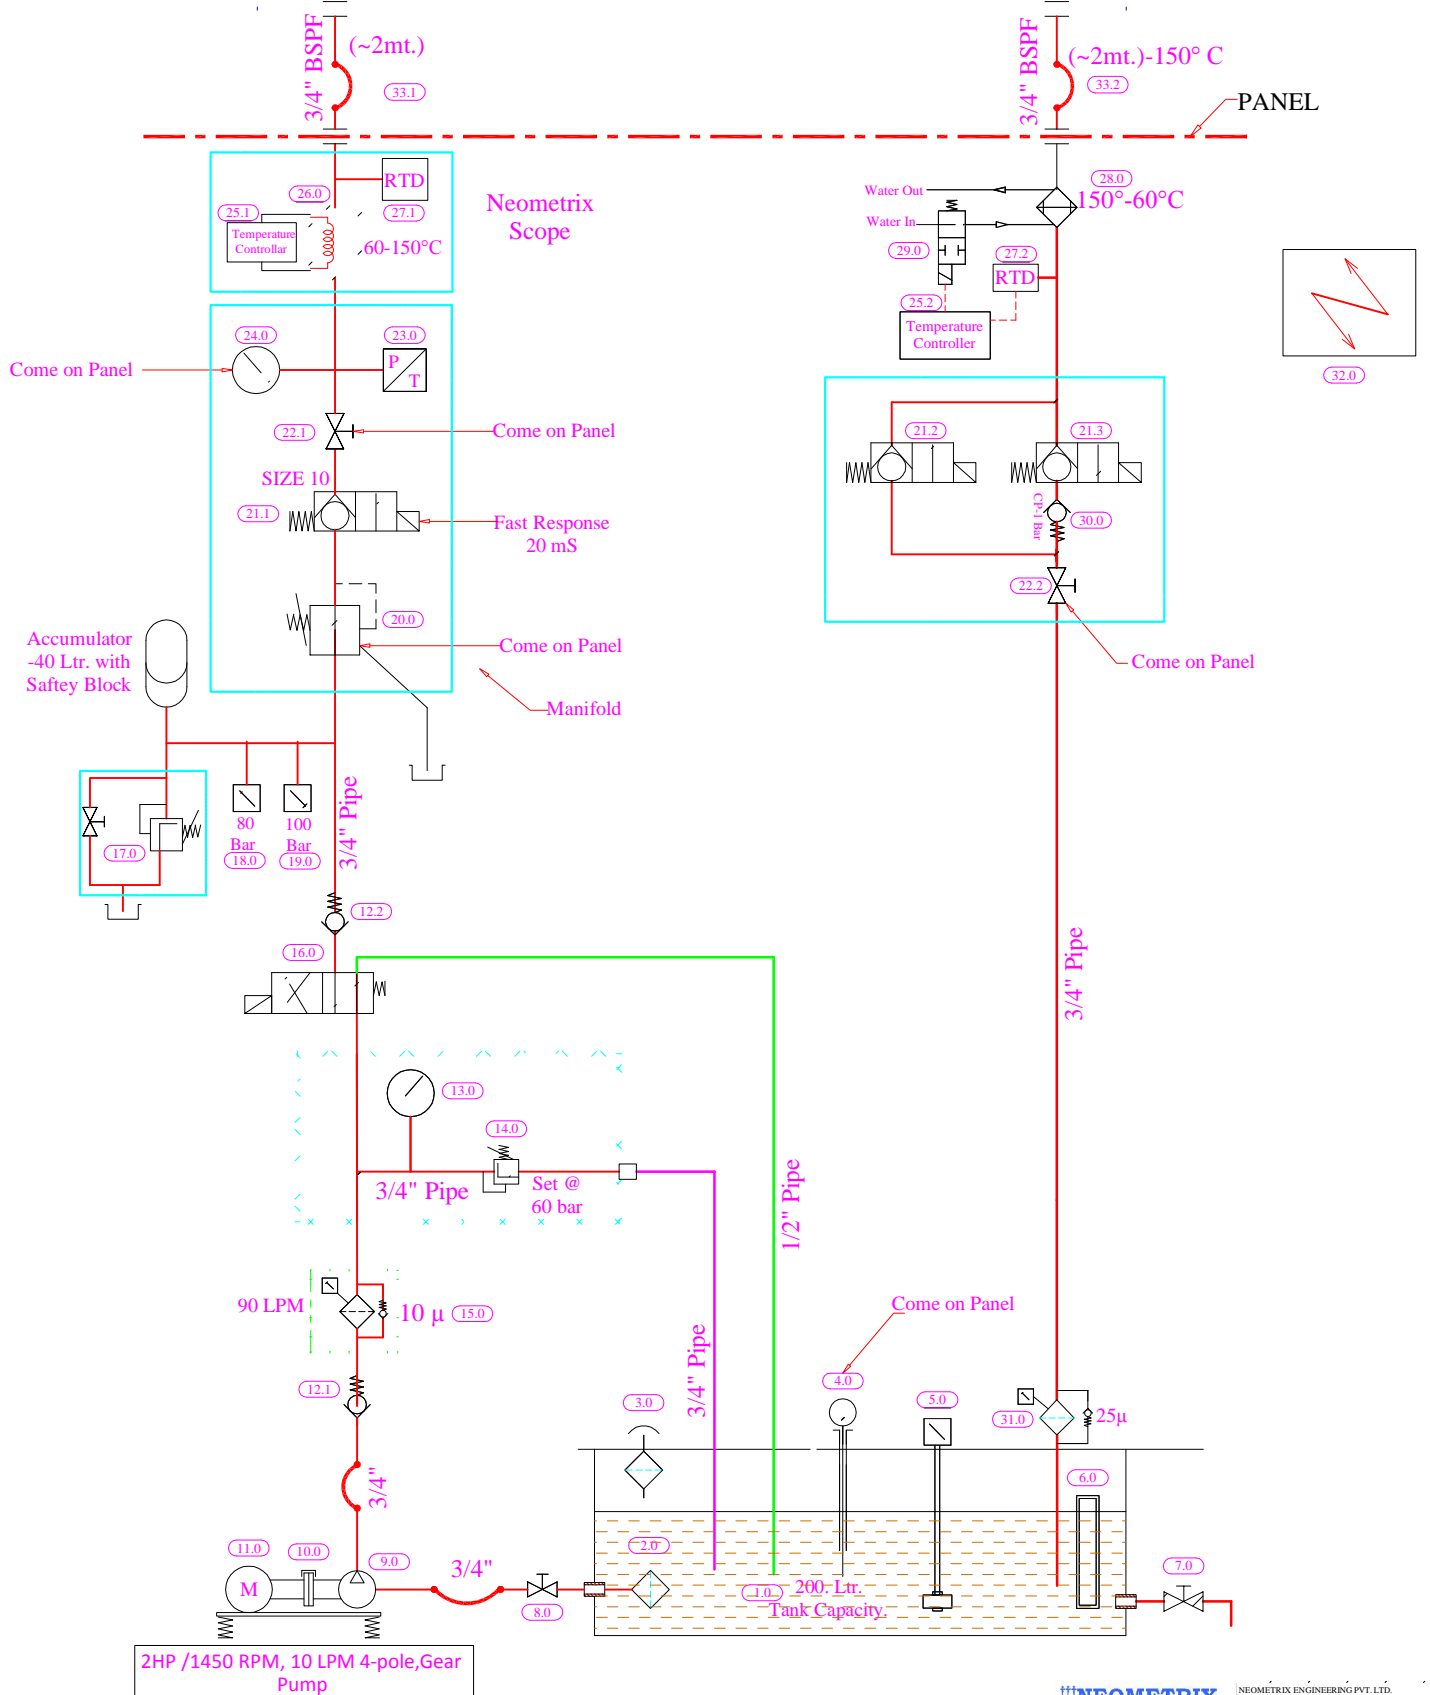 3/4" BSPF
(~2mt.)
33.1
3/4" BSPF
(~2mt.)-150° C
33.2
PANEL
RTD
26.0
25.1
27.1
Temperature
Controllar
60-150°C
Neometrix
Scope
Water Out
Water In
28.0
150°-60°C
29.0
27.2
RTD
25.2
Temperature
Controller
32.0
24.0
23.0
P
T
Come on Panel
22.1
Come on Panel
SIZE 10
21.1
Fast Response
20 mS
21.2
21.3
CP-1 Bar
30.0
22.2
Come on Panel
20.0
Come on Panel
Manifold
Accumulator
-40 Ltr. with
Saftey Block
17.0
80
Bar
18.0
100
Bar
19.0
3/4" Pipe
12.2
16.0
3/4" Pipe
13.0
14.0
3/4" Pipe
Set @
60 bar
1/2" Pipe
90 LPM
10 µ
15.0
12.1
3/4" Pipe
Come on Panel
4.0
3.0
5.0
31.0
25µ
6.0
3/4"
11.0
10.0
9.0
M
3/4"
8.0
2.0
1.0
200. Ltr.
Tank Capacity.
7.0
2HP /1450 RPM, 10 LPM 4-pole,Gear
Pump
NEOMETRIX
NEOMETRIX ENGINEERING PVT. LTD.